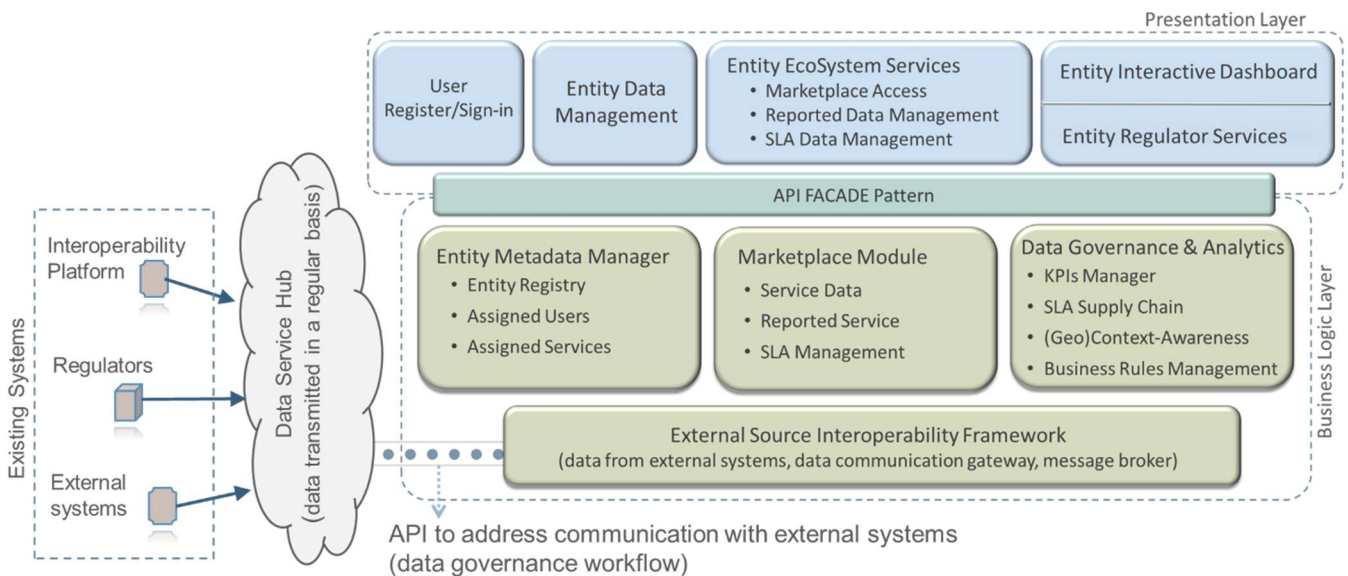 Presentation Layer
User
Register/Sign-in
Entity Data
Management
Entity EcoSystem Services
• Marketplace Access
• Reported Data Management
• SLA Data Management
Entity Interactive Dashboard
Entity Regulator Services
API FACADE Pattern
Existing Systems
Interoperability
Platform
Regulators
External
systems
Data Service Hub
(data transmitted in a regular basis)
Entity Metadata Manager
• Entity Registry
• Assigned Users
• Assigned Services
Marketplace Module
• Service Data
• Reported Service
• SLA Management
Data Governance & Analytics
• KPIs Manager
• SLA Supply Chain
• (Geo)Context-Awareness
• Business Rules Management
Business Logic Layer
External Source Interoperability Framework
(data from external systems, data communication gateway, message broker)
API to address communication with external systems
(data governance workflow)